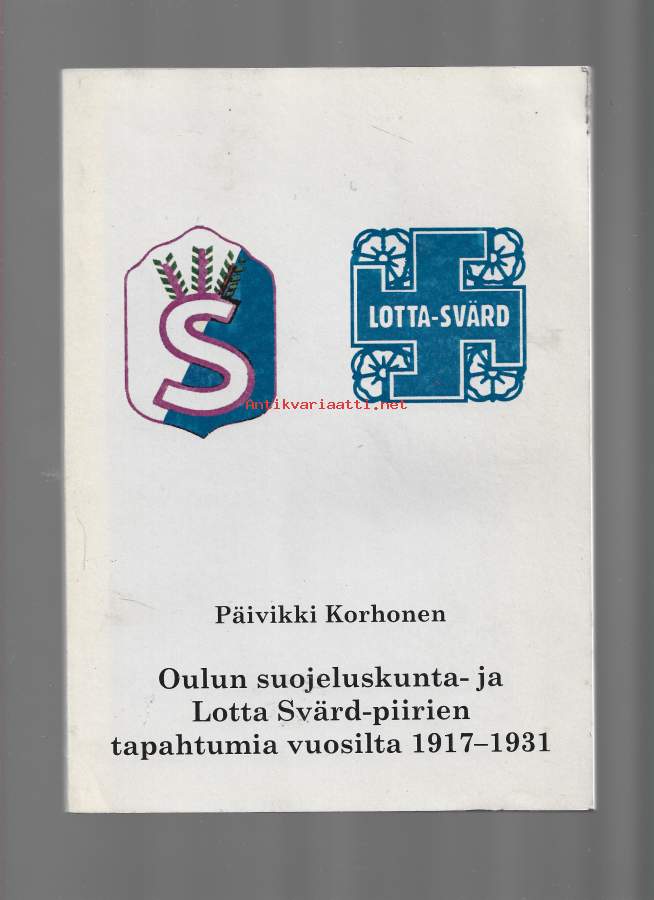 S
LOTTA-SVÄRD
Antikvariaatti.net
Päivikki Korhonen
Oulun suojeluskunta- ja
Lotta Svärd-piirien
tapahtumia vuosilta 1917–1931